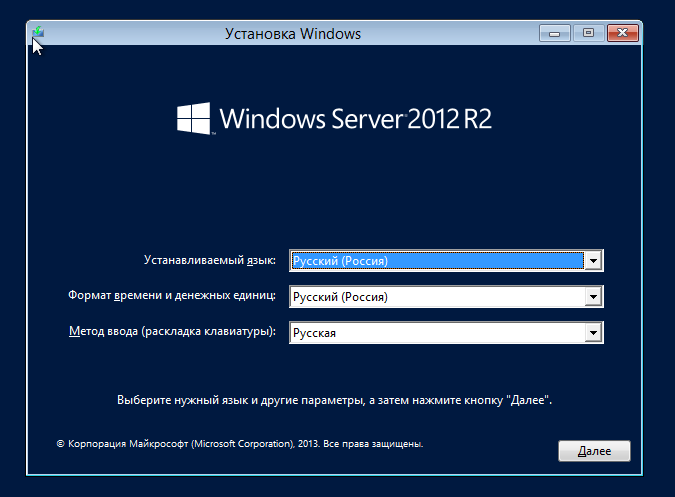 Установка Windows
Windows Server 2012 R2
Устанавливаемый язык: Русский (Россия)
Формат времени и денежных единиц: Русский (Россия)
Метод ввода (раскладка клавиатуры): Русская
Выберите нужный язык и другие параметры, а затем нажмите кнопку "Далее".
© Корпорация Майкрософт (Microsoft Corporation), 2013. Все права защищены.
Далее